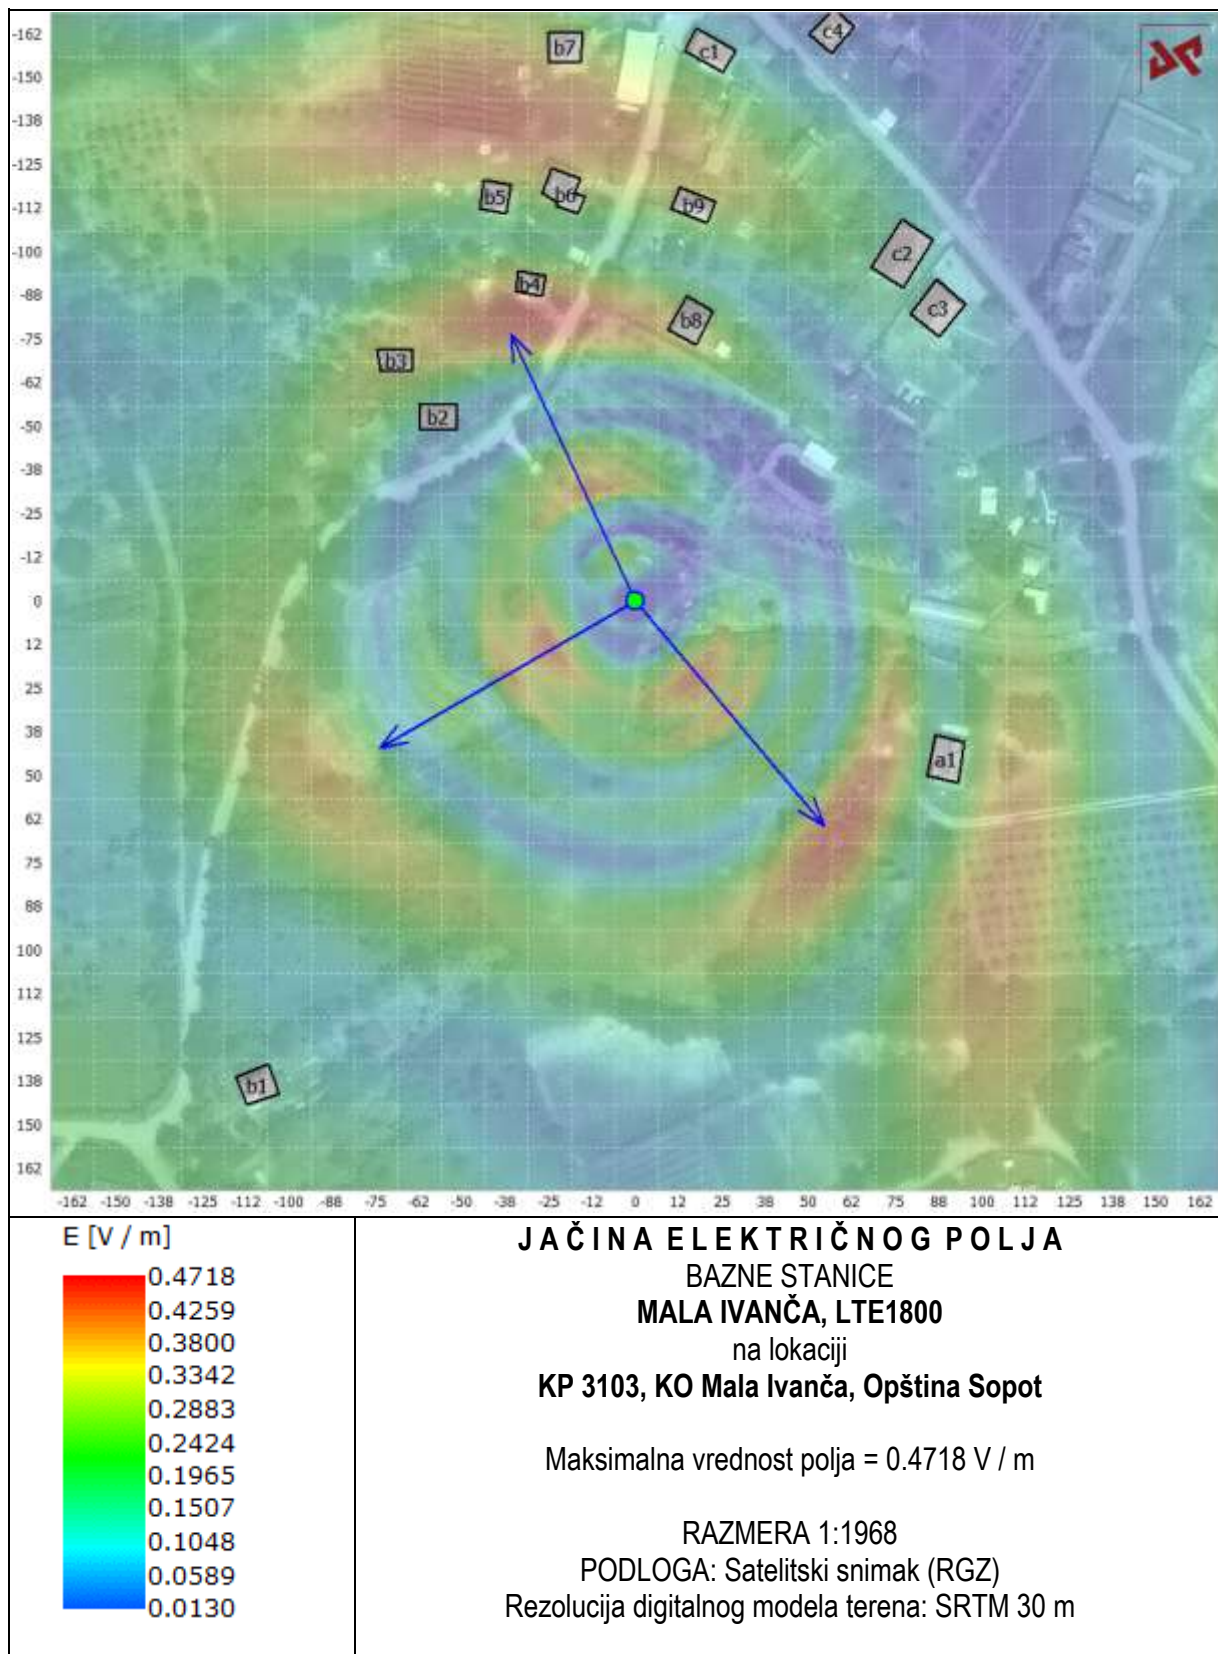 -162
-150
-138
-125
-112
-100
-88
-75
-62
-50
-38
-25
-12
0
12
25
38
50
62
75
88
100
112
125
138
150
162
b7
c1
c4
b5
b6
b9
c2
b4
c3
b8
b3
b2
a1
b1
-162 -150 -138 -125 -112 -100 -88 -75 -62 -50 -38 -25 -12 0 12 25 38 50 62 75 88 100 112 125 138 150 162
E [V / m]
0.4718
0.4259
0.3800
0.3342
0.2883
0.2424
0.1965
0.1507
0.1048
0.0589
0.0130
JAČINA ELEKTRIČNOG POLJA
BAZNE STANICE
MALA IVANČA, LTE1800
na lokaciji
KP 3103, KO Mala Ivanča, Opština Sopot
Maksimalna vrednost polja = 0.4718 V / m
RAZMERA 1:1968
PODLOGA: Satelitski snimak (RGZ)
Rezolucija digitalnog modela terena: SRTM 30 m